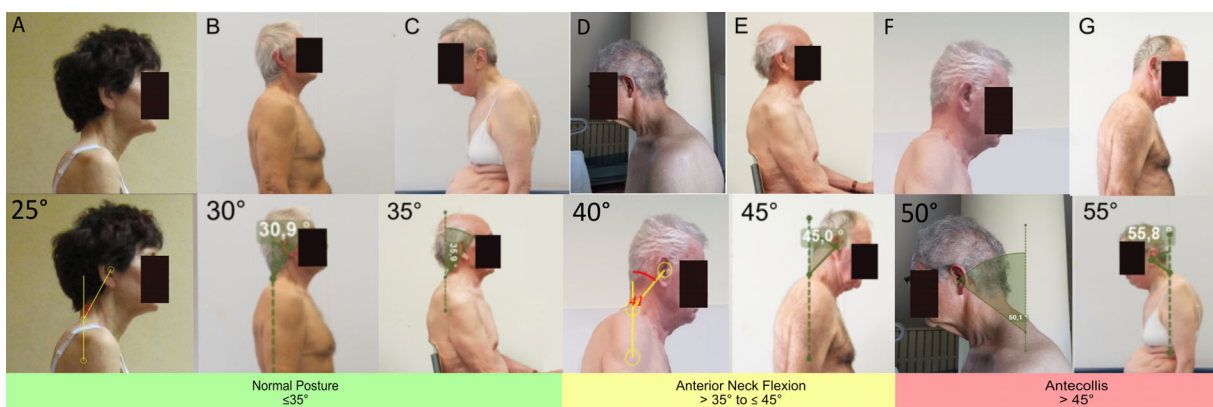 A
B
C
D
E
F
G
25°
30°
35°
40°
45°
50°
55°
30,9 °
35,9 °
41
45,0 °
50,1 °
55,8 °
Normal Posture
≤35°
Anterior Neck Flexion
> 35° to ≤ 45°
Antecollis
> 45°